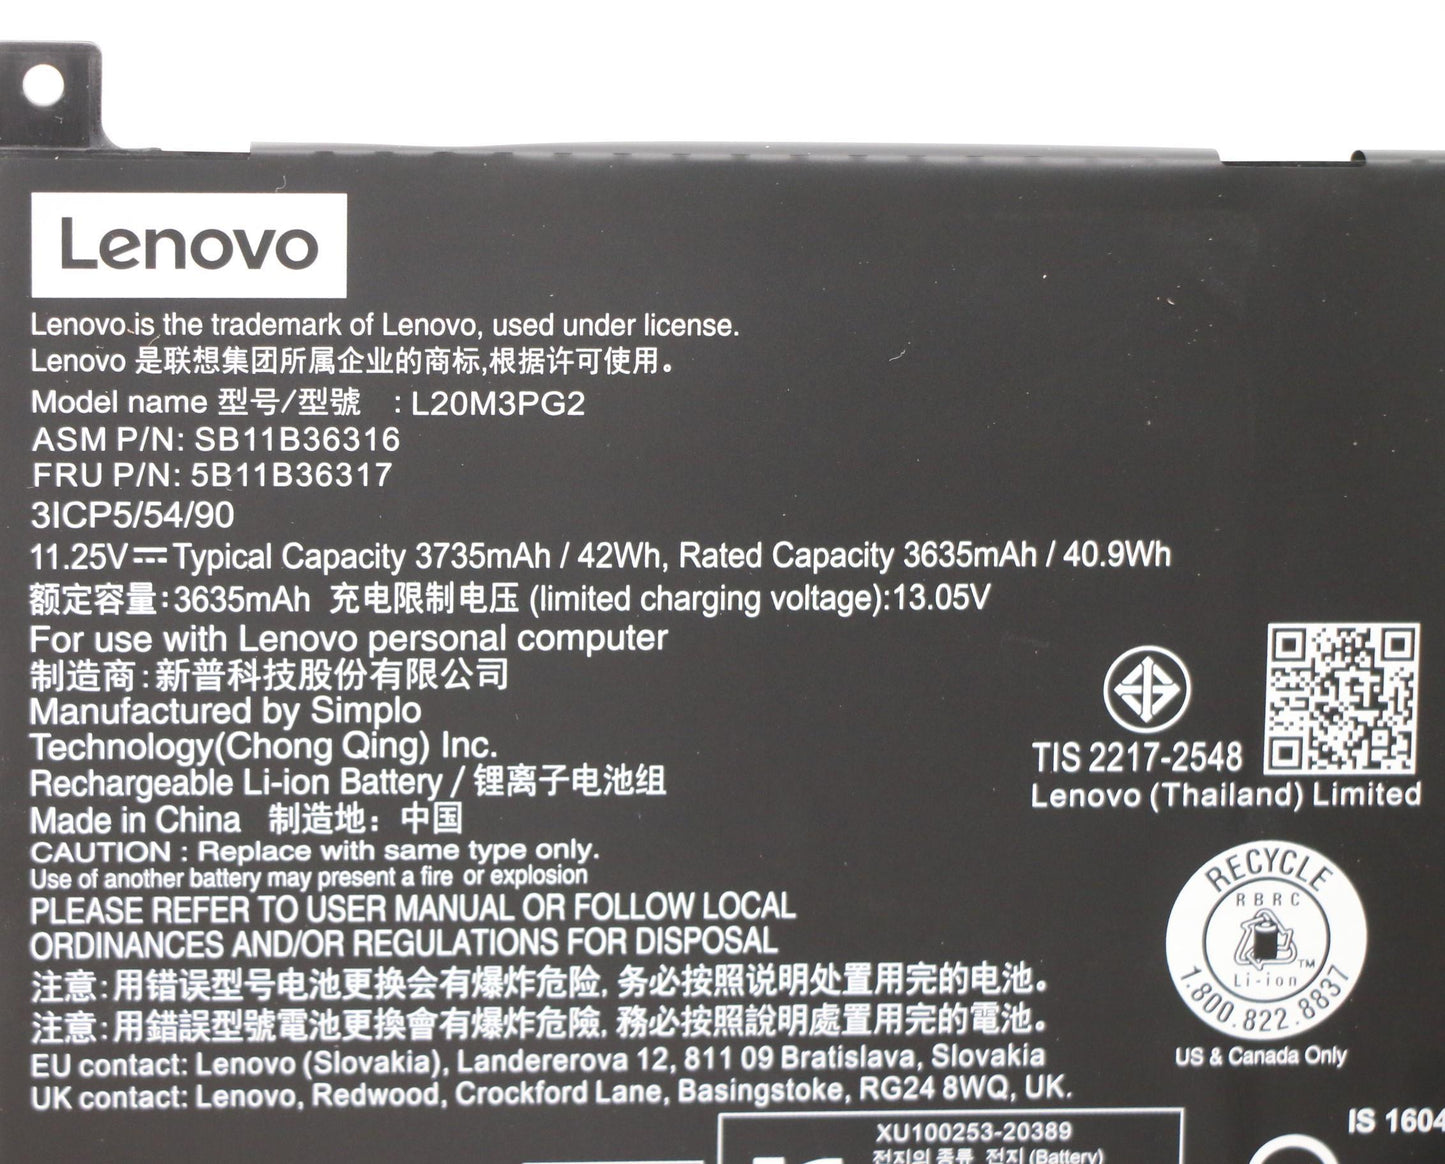 Lenovo
Lenovo is the trademark of Lenovo, used under license.
Lenovo 是联想集团所属企业的商标,根据许可使用。
Model name 型号/型號 : L20M3PG2
ASM P/N: SB11B36316
FRU P/N: 5B11B36317
3ICP5/54/90
11.25V⎓Typical Capacity 3735mAh / 42Wh, Rated Capacity 3635mAh / 40.9Wh
额定容量:3635mAh 充电限制电压 (limited charging voltage):13.05V
For use with Lenovo personal computer
制造商:新普科技股份有限公司
Manufactured by Simplo
Technology(Chong Qing) Inc.
Rechargeable Li-ion Battery / 锂离子电池组
Made in China 制造地：中国
CAUTION : Replace with same type only.
Use of another battery may present a fire or explosion
PLEASE REFER TO USER MANUAL OR FOLLOW LOCAL
ORDINANCES AND/OR REGULATIONS FOR DISPOSAL
注意:用错误型号电池更换会有爆炸危险, 务必按照说明处置用完的电池。
注意:用錯誤型號電池更換會有爆炸危險, 務必按照說明處置用完的電池。
EU contact: Lenovo (Slovakia), Landererova 12, 811 09 Bratislava, Slovakia
UK contact: Lenovo, Redwood, Crockford Lane, Basingstoke, RG24 8WQ, UK.
TIS 2217-2548
Lenovo (Thailand) Limited
RECYCLE
RBRC
TM
Li-ion
1.800.822.8837
US & Canada Only
IS 1604
XU100253-20389
전지의 종류 전지 (Battery)